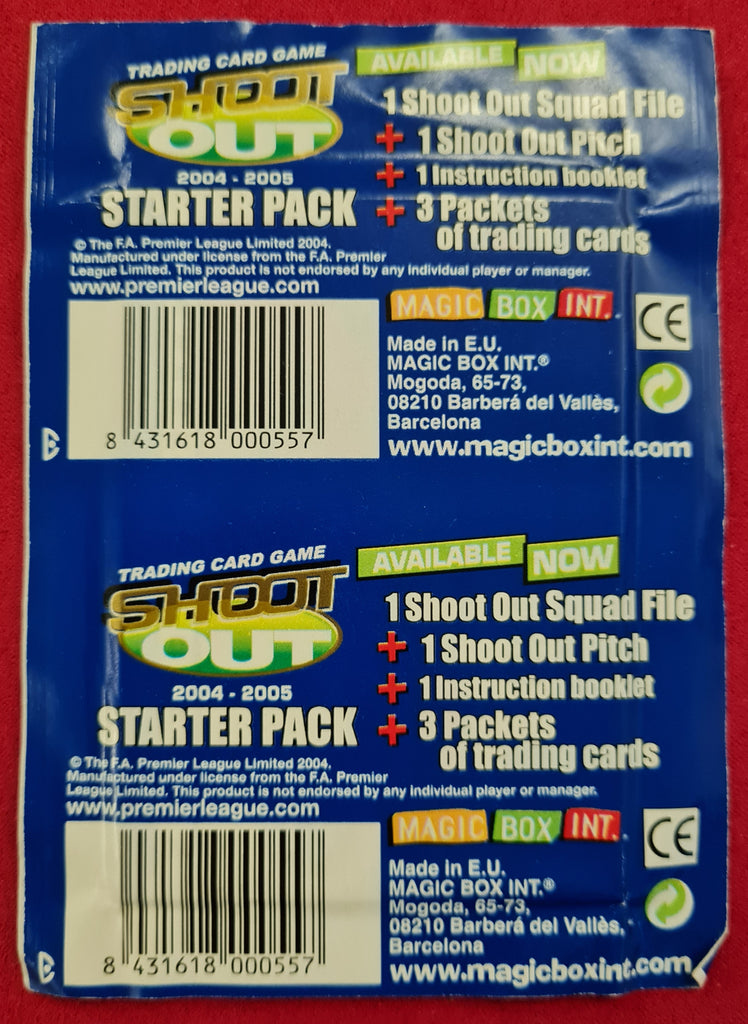 TRADING CARD GAME
SHOOT
OUT
2004 - 2005
STARTER PACK
AVAILABLE NOW
1 Shoot Out Squad File
+ 1 Shoot Out Pitch
+ 1 Instruction booklet
+ 3 Packets
of trading cards
© The F.A. Premier League Limited 2004.
Manufactured under license from the F.A. Premier
League Limited. This product is not endorsed by any individual player or manager.
www.premierleague.com
8 431618 000557
MAGIC BOX INT.
CE
Made in E.U.
MAGIC BOX INT.®
Mogoda, 65-73,
08210 Barberá del Vallès,
Barcelona
www.magicboxint.com
TRADING CARD GAME
SHOOT
OUT
2004 - 2005
STARTER PACK
AVAILABLE NOW
1 Shoot Out Squad File
+ 1 Shoot Out Pitch
+ 1 Instruction booklet
+ 3 Packets
of trading cards
© The F.A. Premier League Limited 2004.
Manufactured under license from the F.A. Premier
League Limited. This product is not endorsed by any individual player or manager.
www.premierleague.com
8 431618 000557
MAGIC BOX INT.
CE
Made in E.U.
MAGIC BOX INT.®
Mogoda, 65-73,
08210 Barberá del Vallès,
Barcelona
www.magicboxint.com